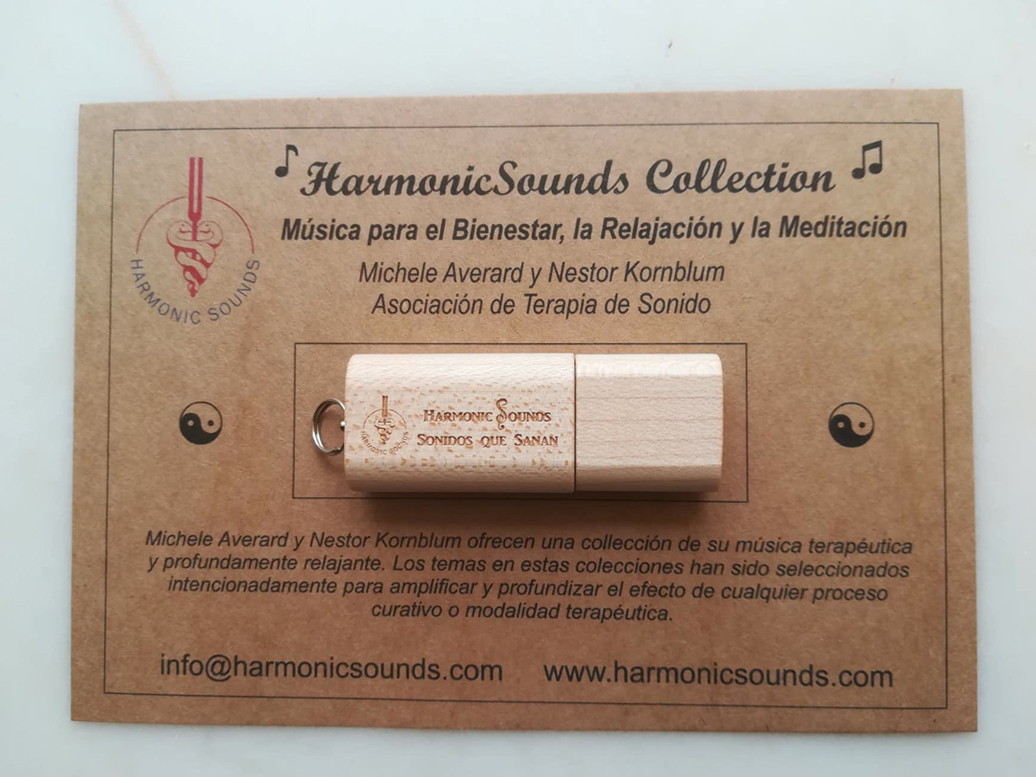 HarmonicSounds Collection
Música para el Bienestar, la Relajación y la Meditación
Michele Averard y Nestor Kornblum
Asociación de Terapia de Sonido
HARMONIC SOUNDS
HARMONIC SOUNDS
HARMONIC SOUNDS
SONIDOS QUE SANAN
Michele Averard y Nestor Kornblum ofrecen una collección de su música terapéutica
y profundamente relajante. Los temas en estas colecciones han sido seleccionados
intencionadamente para amplificar y profundizar el efecto de cualquier proceso
curativo o modalidad terapéutica.
info@harmonicsounds.com www.harmonicsounds.com